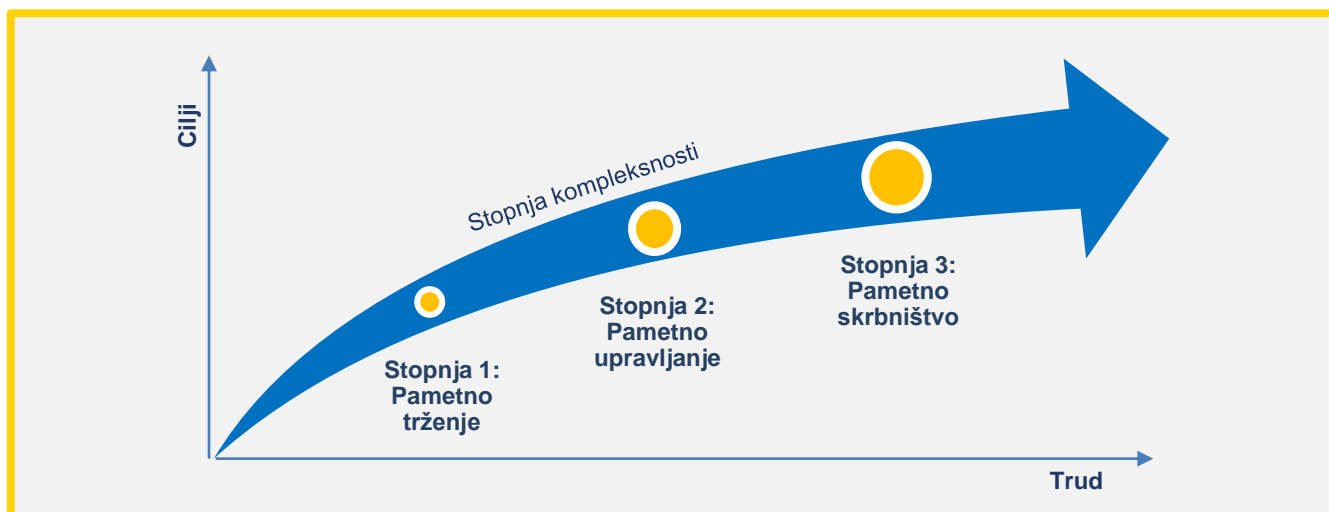 Cilji
Stopnja kompleksnosti
Stopnja 1:
Pametno
trženje
Stopnja 2:
Pametno
upravljanje
Stopnja 3:
Pametno
skrbništvo
Trud